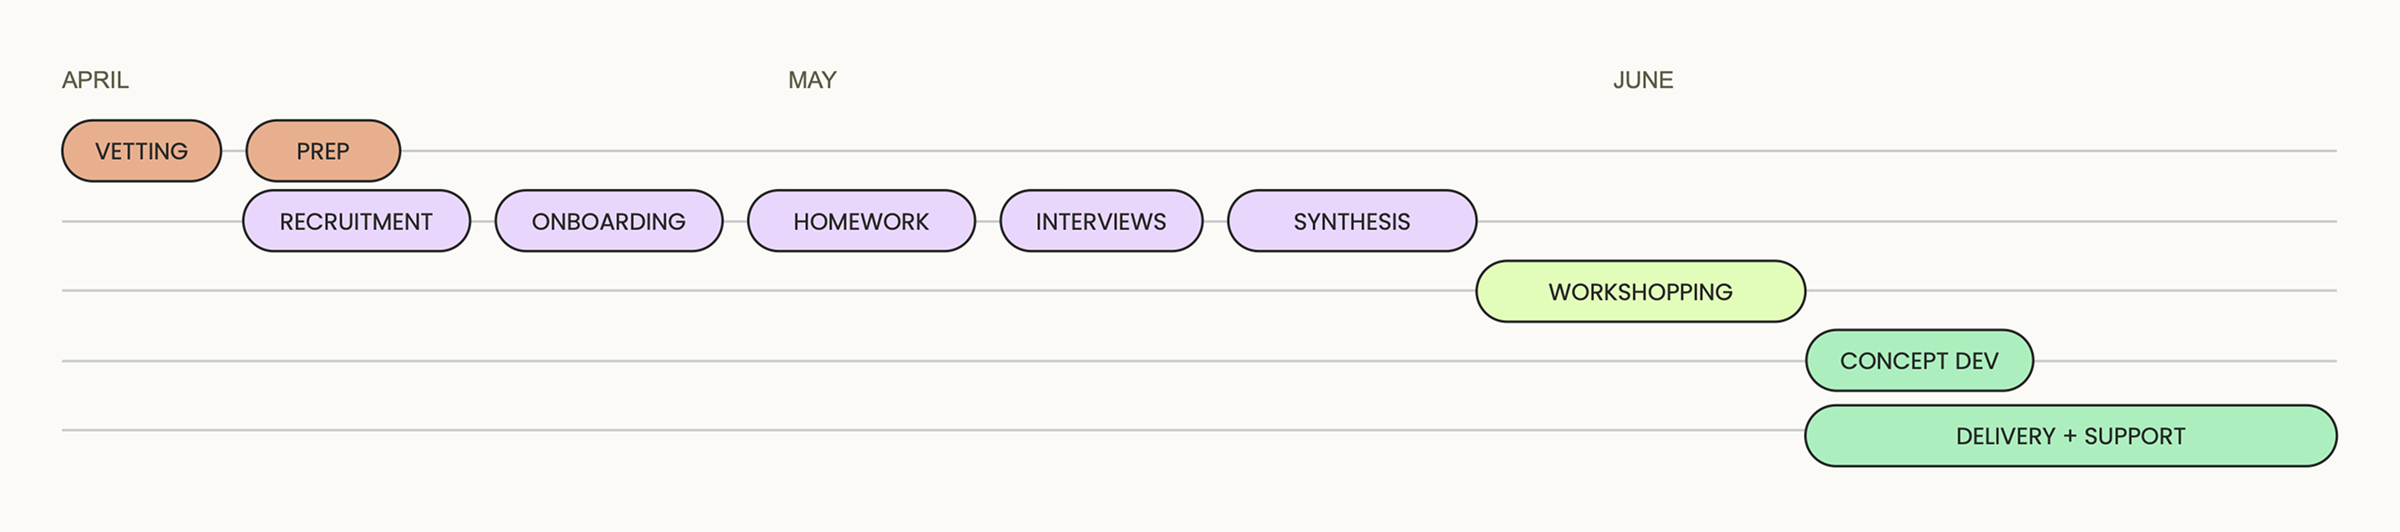 APRIL
MAY
JUNE
VETTING
PREP
RECRUITMENT
ONBOARDING
HOMEWORK
INTERVIEWS
SYNTHESIS
WORKSHOPPING
CONCEPT DEV
DELIVERY + SUPPORT